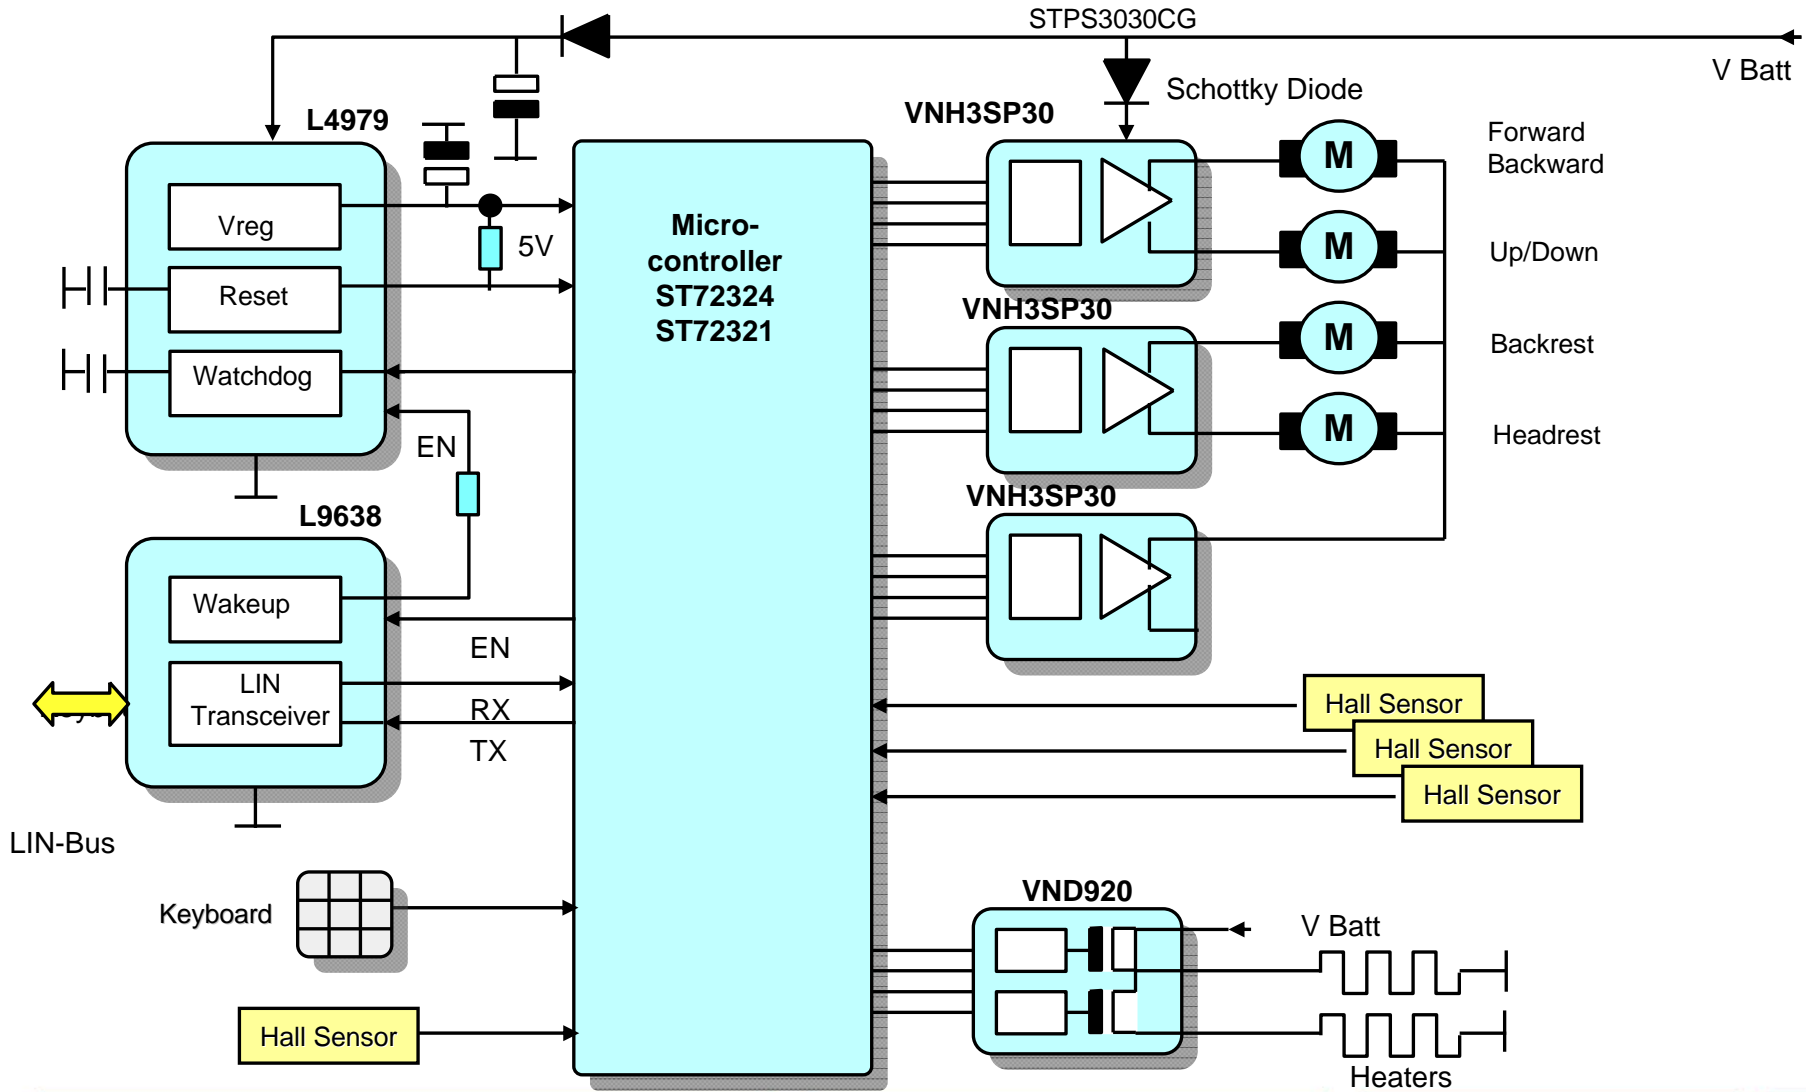 STPS3030CG
V Batt
Schottky Diode
L4979
VNH3SP30
Forward
Backward
M
Vreg
5V
Micro-
controller
ST72324
ST72321
M
Up/Down
Reset
VNH3SP30
M
Backrest
Watchdog
EN
M
Headrest
VNH3SP30
L9638
Wakeup
EN
LIN
Transceiver
RX
TX
Hall Sensor
Hall Sensor
Hall Sensor
LIN-Bus
Keyboard
VND920
V Batt
Hall Sensor
Heaters